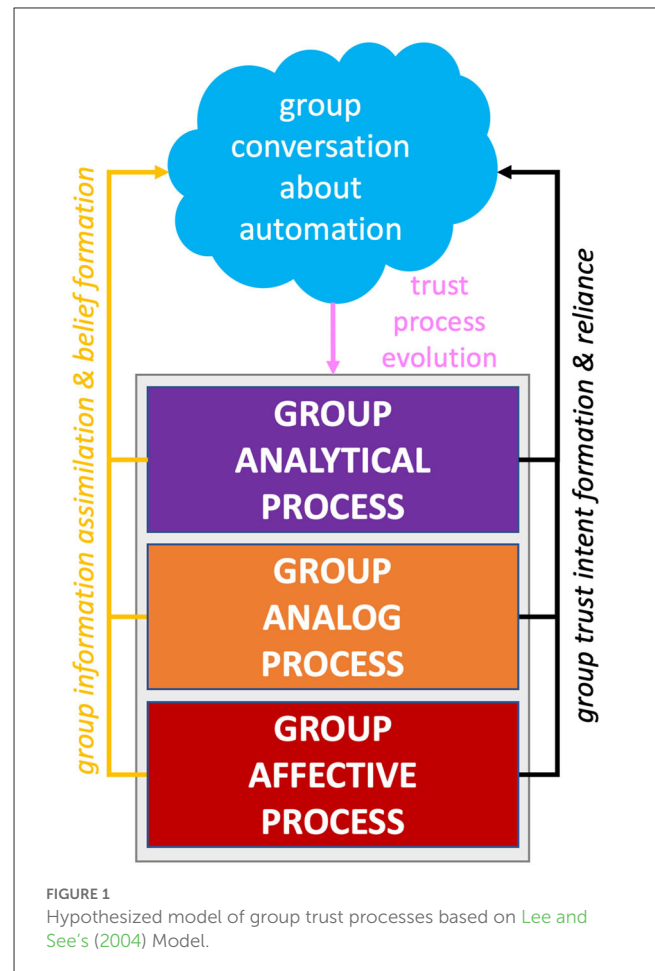 group
conversation
about
automation
trust
process
evolution
group information assimilation & belief formation
GROUP
ANALYTICAL
PROCESS
GROUP
ANALOG
PROCESS
GROUP
AFFECTIVE
PROCESS
group trust intent formation & reliance
FIGURE 1
Hypothesized model of group trust processes based on Lee and
See's (2004) Model.